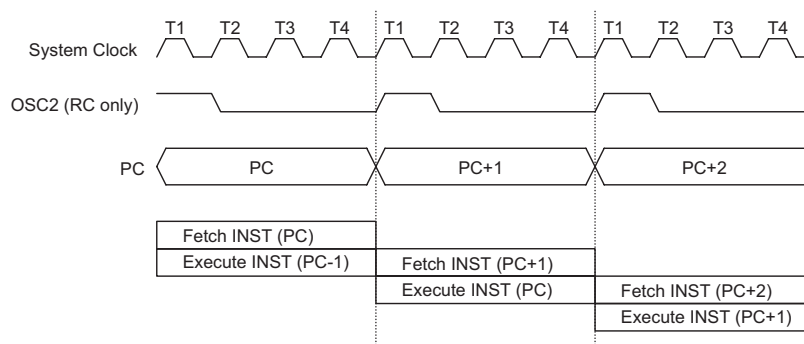 T1 T2 T3 T4 T1 T2 T3 T4 T1 T2 T3 T4
System Clock
OSC2 (RC only)
PC PC PC+1 PC+2
Fetch INST (PC)
Execute INST (PC-1) Fetch INST (PC+1)
Execute INST (PC) Fetch INST (PC+2)
Execute INST (PC+1)